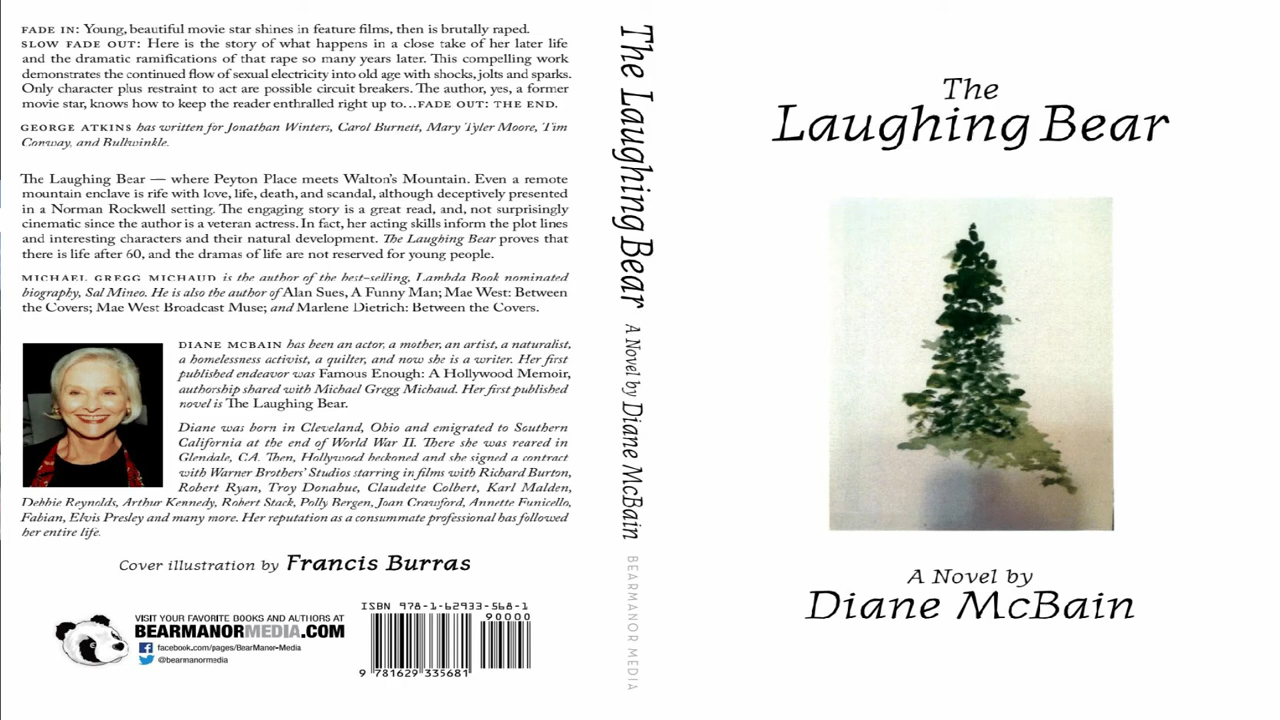 FADE IN: Young, beautiful movie star shines in feature films, then is brutally raped.
SLOW FADE OUT: Here is the story of what happens in a close take of her later life
and the dramatic ramifications of that rape so many years later. This compelling work
demonstrates the continued flow of sexual electricity into old age with shocks, jolts and sparks.
Only character plus restraint to act are possible circuit breakers. The author, yes, a former
movie star, knows how to keep the reader enthralled right up to...FADE OUT: THE END.
GEORGE ATKINS has written for Jonathan Winters, Carol Burnett, Mary Tyler Moore, Tim
Conway, and Bullwinkle.
The Laughing Bear — where Peyton Place meets Walton's Mountain. Even a remote
mountain enclave is rife with love, life, death, and scandal, although deceptively presented
in a Norman Rockwell setting. The engaging story is a great read, and, not surprisingly
cinematic since the author is a veteran actress. In fact, her acting skills inform the plot lines
and interesting characters and their natural development. The Laughing Bear proves that
there is life after 60, and the dramas of life are not reserved for young people.
MICHAEL GREGG MICHAUD is the author of the best-selling, Lambda Book nominated
biography, Sal Mineo. He is also the author of Alan Sues, A Funny Man; Mae West: Between
the Covers; Mae West Broadcast Muse; and Marlene Dietrich: Between the Covers.
DIANE MCBAIN has been an actor, a mother, an artist, a naturalist,
a homelessness activist, a quilter, and now she is a writer. Her first
published endeavor was Famous Enough: A Hollywood Memoir,
authorship shared with Michael Gregg Michaud. Her first published
novel is The Laughing Bear.
Diane was born in Cleveland, Ohio and emigrated to Southern
California at the end of World War II. There she was reared in
Glendale, CA. Then, Hollywood beckoned and she signed a contract
with Warner Brothers' Studios starring in films with Richard Burton,
Robert Ryan, Troy Donahue, Claudette Colbert, Karl Malden,
Debbie Reynolds, Arthur Kennedy, Robert Stack, Polly Bergen, Joan Crawford, Annette Funicello,
Fabian, Elvis Presley and many more. Her reputation as a consummate professional has followed
her entire life.
Cover illustration by Francis Burras
VISIT YOUR FAVORITE BOOKS AND AUTHORS AT
BEARMANORMEDIA.COM
facebook.com/pages/BearManor-Media
@bearmanormedia
ISBN 978-1-62933-568-1
90000
9 781629 335681
The Laughing Bear A Novel by Diane McBain BEARMANOR MEDIA
The
Laughing Bear
A Novel by
Diane McBain